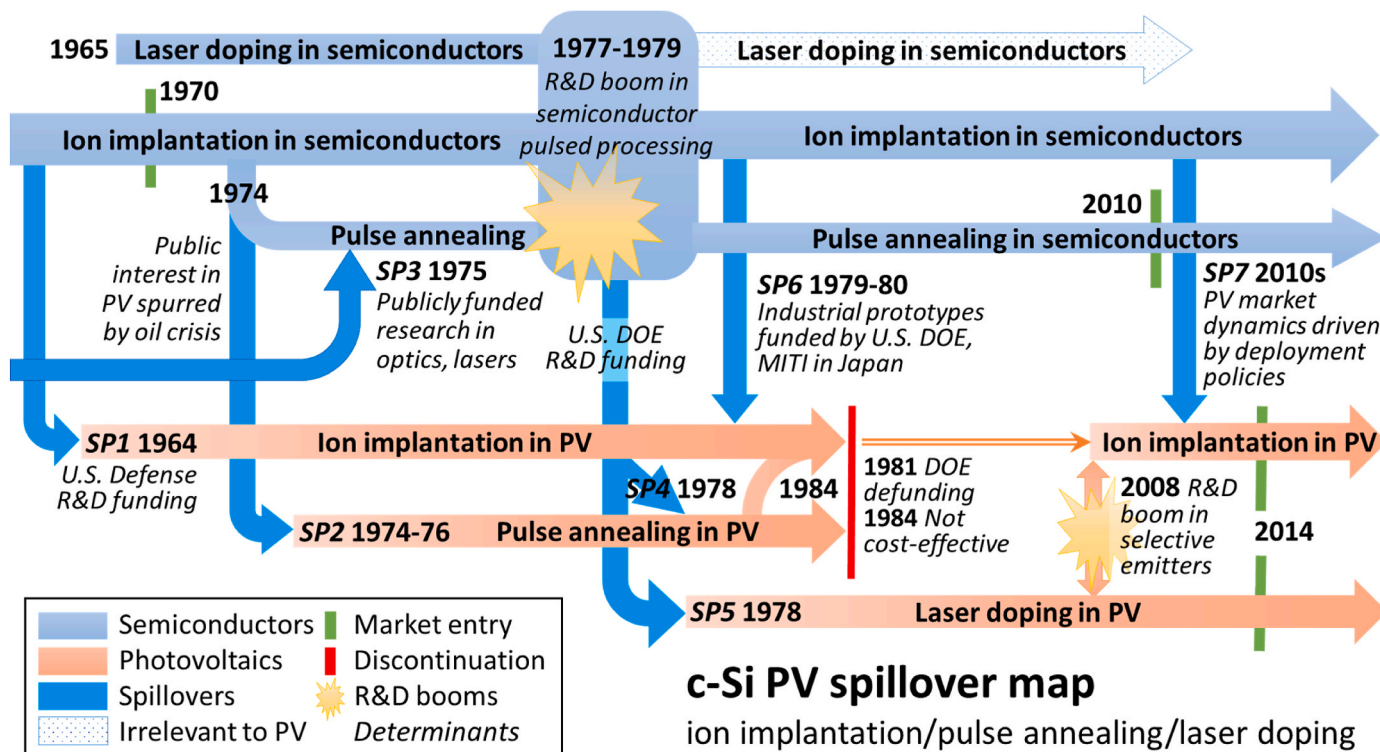 1965
Laser doping in semiconductors
1977-1979
R&D boom in
semiconductor
pulsed processing
Laser doping in semiconductors
1970
Ion implantation in semiconductors
Ion implantation in semiconductors
1974
Pulse annealing
2010
Pulse annealing in semiconductors
Public
interest in
PV spurred
by oil crisis
SP3 1975
Publicly funded
research in
optics, lasers
U.S. DOE
R&D funding
SP6 1979-80
Industrial prototypes
funded by U.S. DOE,
MITI in Japan
SP7 2010s
PV market
dynamics driven
by deployment
policies
SP1 1964
Ion implantation in PV
U.S. Defense
R&D funding
Ion implantation in PV
SP4 1978
1984
1981 DOE
defunding
1984 Not
cost-effective
2008 R&D
boom in
selective
emitters
2014
SP2 1974-76
Pulse annealing in PV
SP5 1978
Laser doping in PV
Semiconductors
Photovoltaics
Spillovers
Irrelevant to PV
Market entry
Discontinuation
R&D booms
Determinants
c-Si PV spillover map
ion implantation/pulse annealing/laser doping